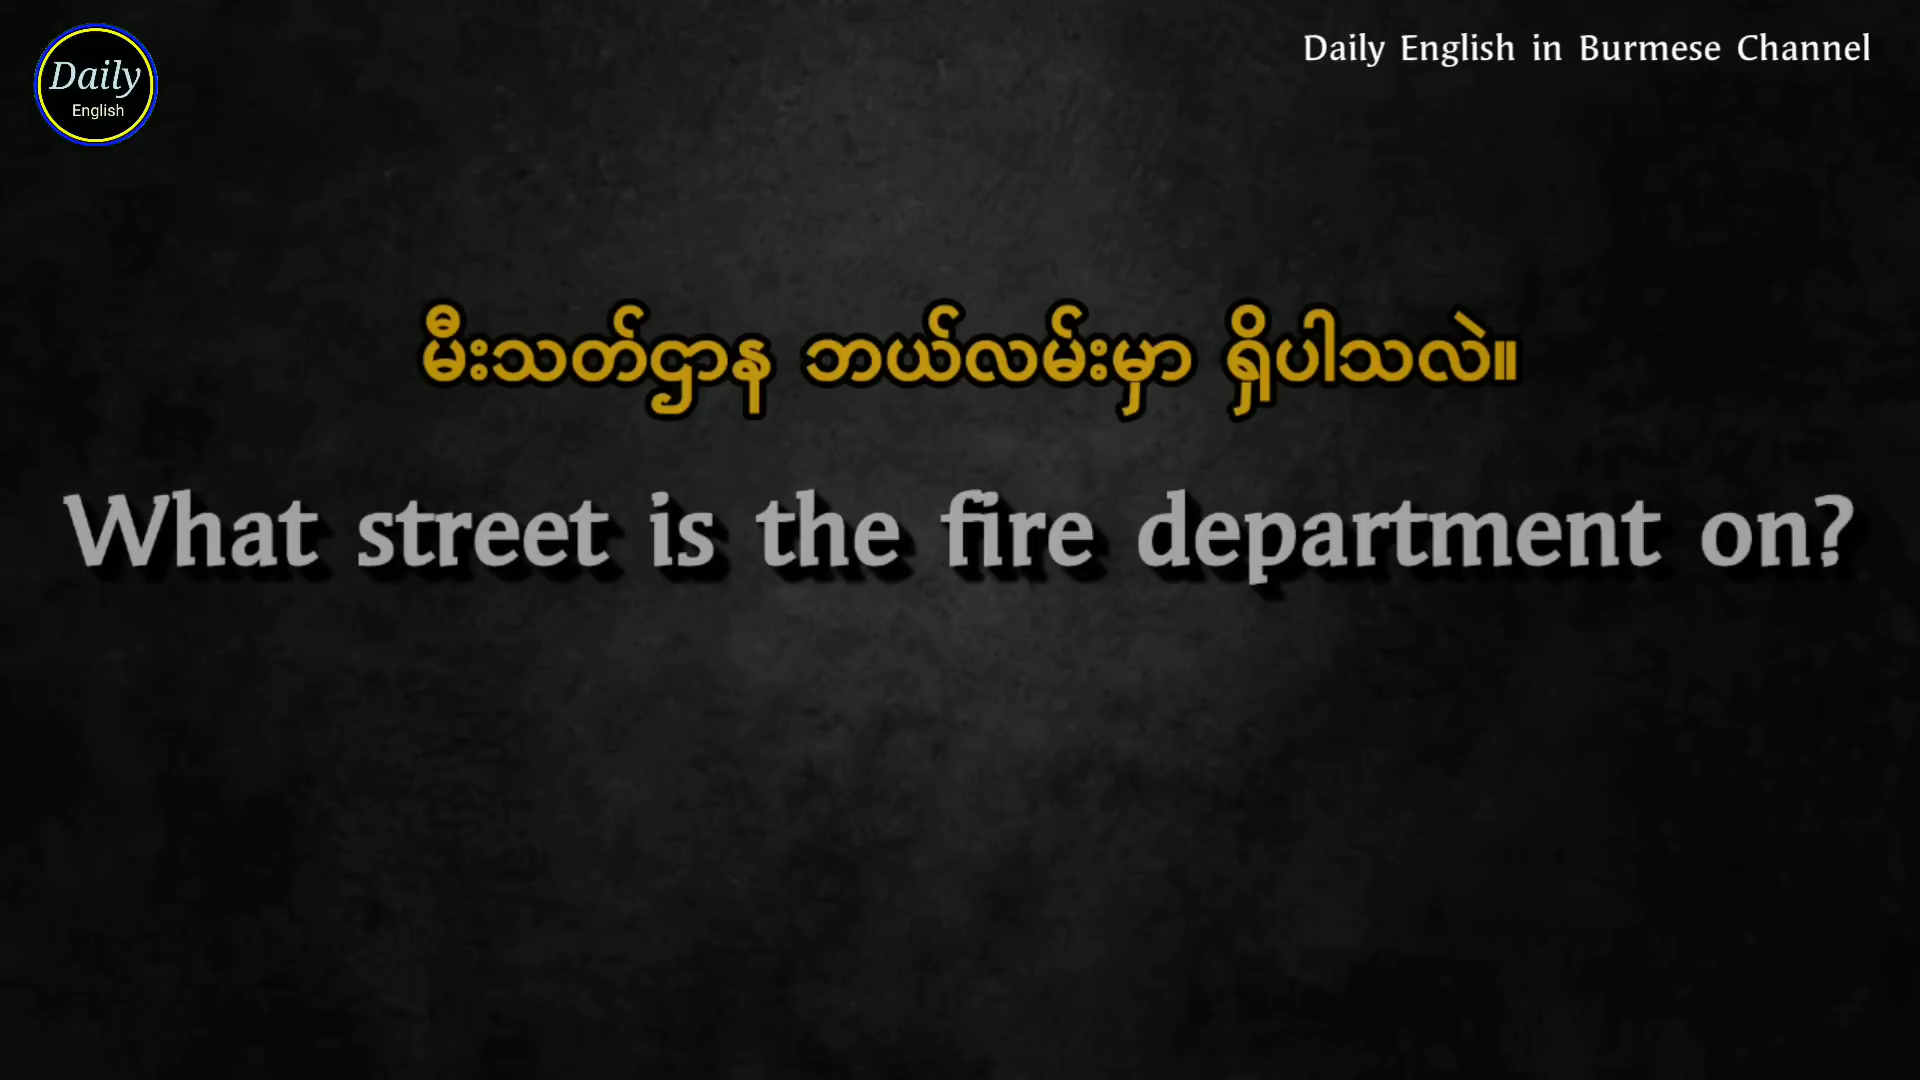 Daily
English
Daily English in Burmese Channel
မီးသတ်ဌာန ဘယ်လမ်းမှာ ရှိပါသလဲ။
What street is the fire department on?